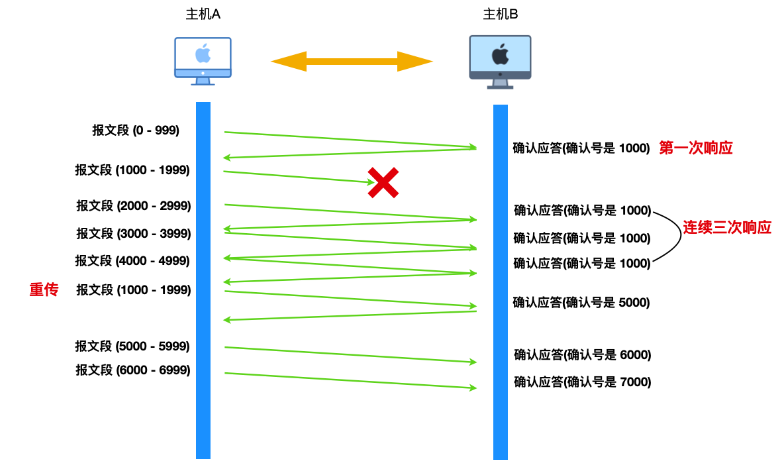 主机A 主机B
报文段 (0 - 999)
确认应答(确认号是 1000) 第一次响应
报文段 (1000 - 1999)
报文段 (2000 - 2999) 确认应答(确认号是 1000)
连续三次响应
报文段 (3000 - 3999) 确认应答(确认号是 1000)
报文段 (4000 - 4999) 确认应答(确认号是 1000)
重传 报文段 (1000 - 1999)
确认应答(确认号是 5000)
报文段 (5000 - 5999) 确认应答(确认号是 6000)
报文段 (6000 - 6999) 确认应答(确认号是 7000)